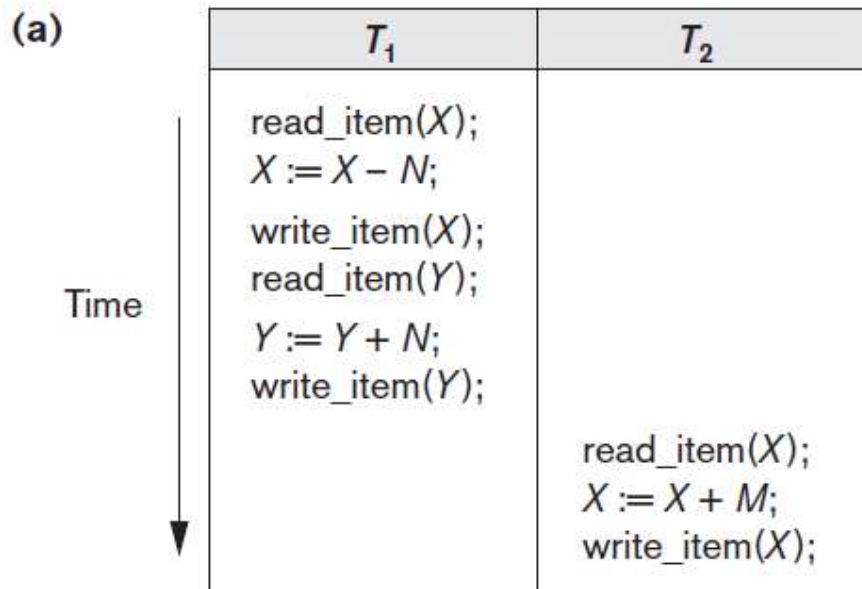 (a)
T1 T2
read_item(X);
X := X – N;
write_item(X);
read_item(Y);
Time
Y := Y + N;
write_item(Y);
read_item(X);
X := X + M;
write_item(X);